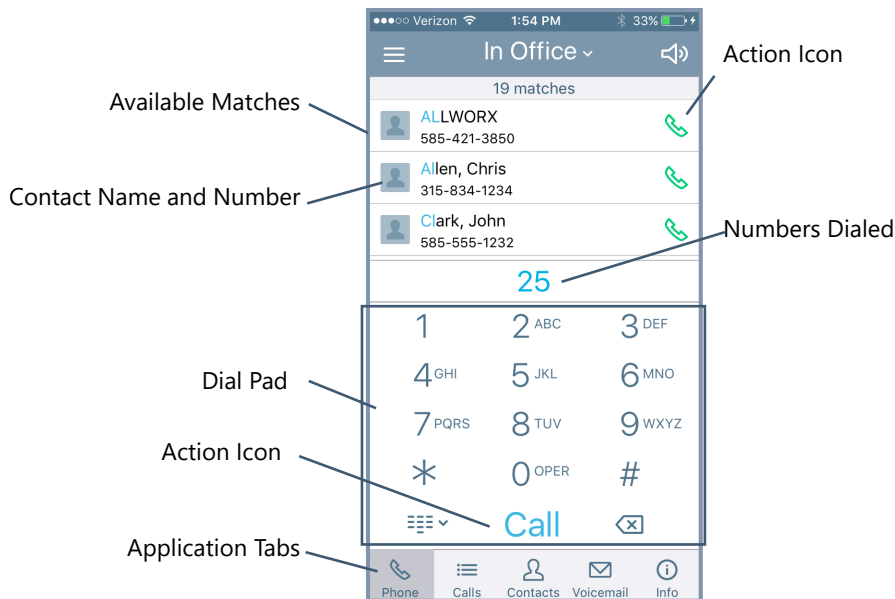 Verizon 1:54 PM 33%
In Office
Action Icon
19 matches
Available Matches
ALLWORX
585-421-3850
Allen, Chris
315-834-1234
Contact Name and Number
Clark, John
585-555-1232
Numbers Dialed
25
1 2 ABC 3 DEF
4 GHI 5 JKL 6 MNO
Dial Pad
7 PQRS 8 TUV 9 WXYZ
Action Icon
* 0 OPER #
Call
Application Tabs
Phone Calls Contacts Voicemail Info